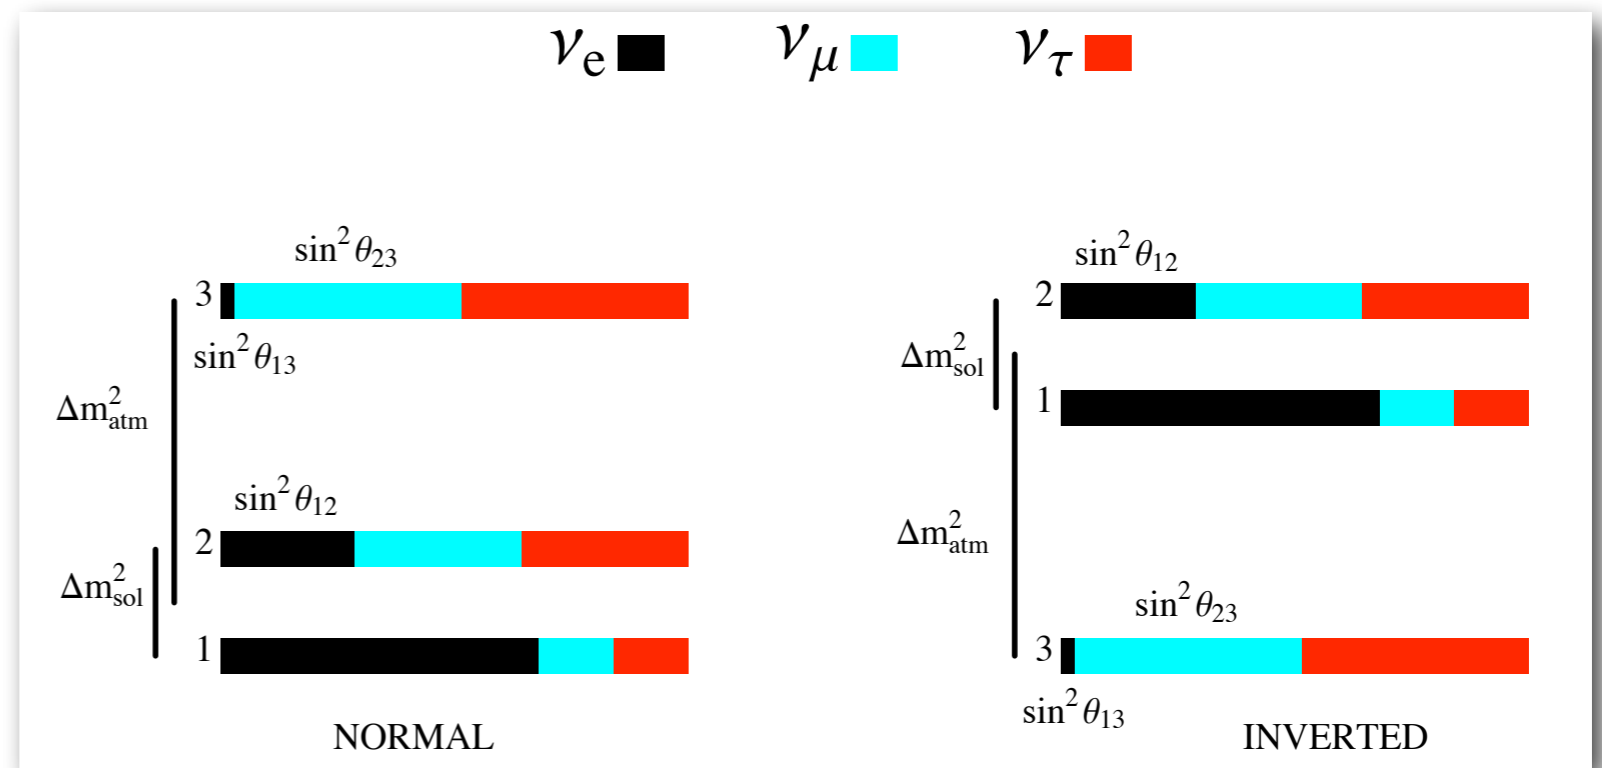 νe νμ ντ
sin²θ₂₃
3
sin²θ₁₃
Δm²atm
sin²θ₁₂
2
Δm²sol
1
NORMAL
sin²θ₁₂
2
Δm²sol
1
Δm²atm
sin²θ₂₃
3
sin²θ₁₃
INVERTED